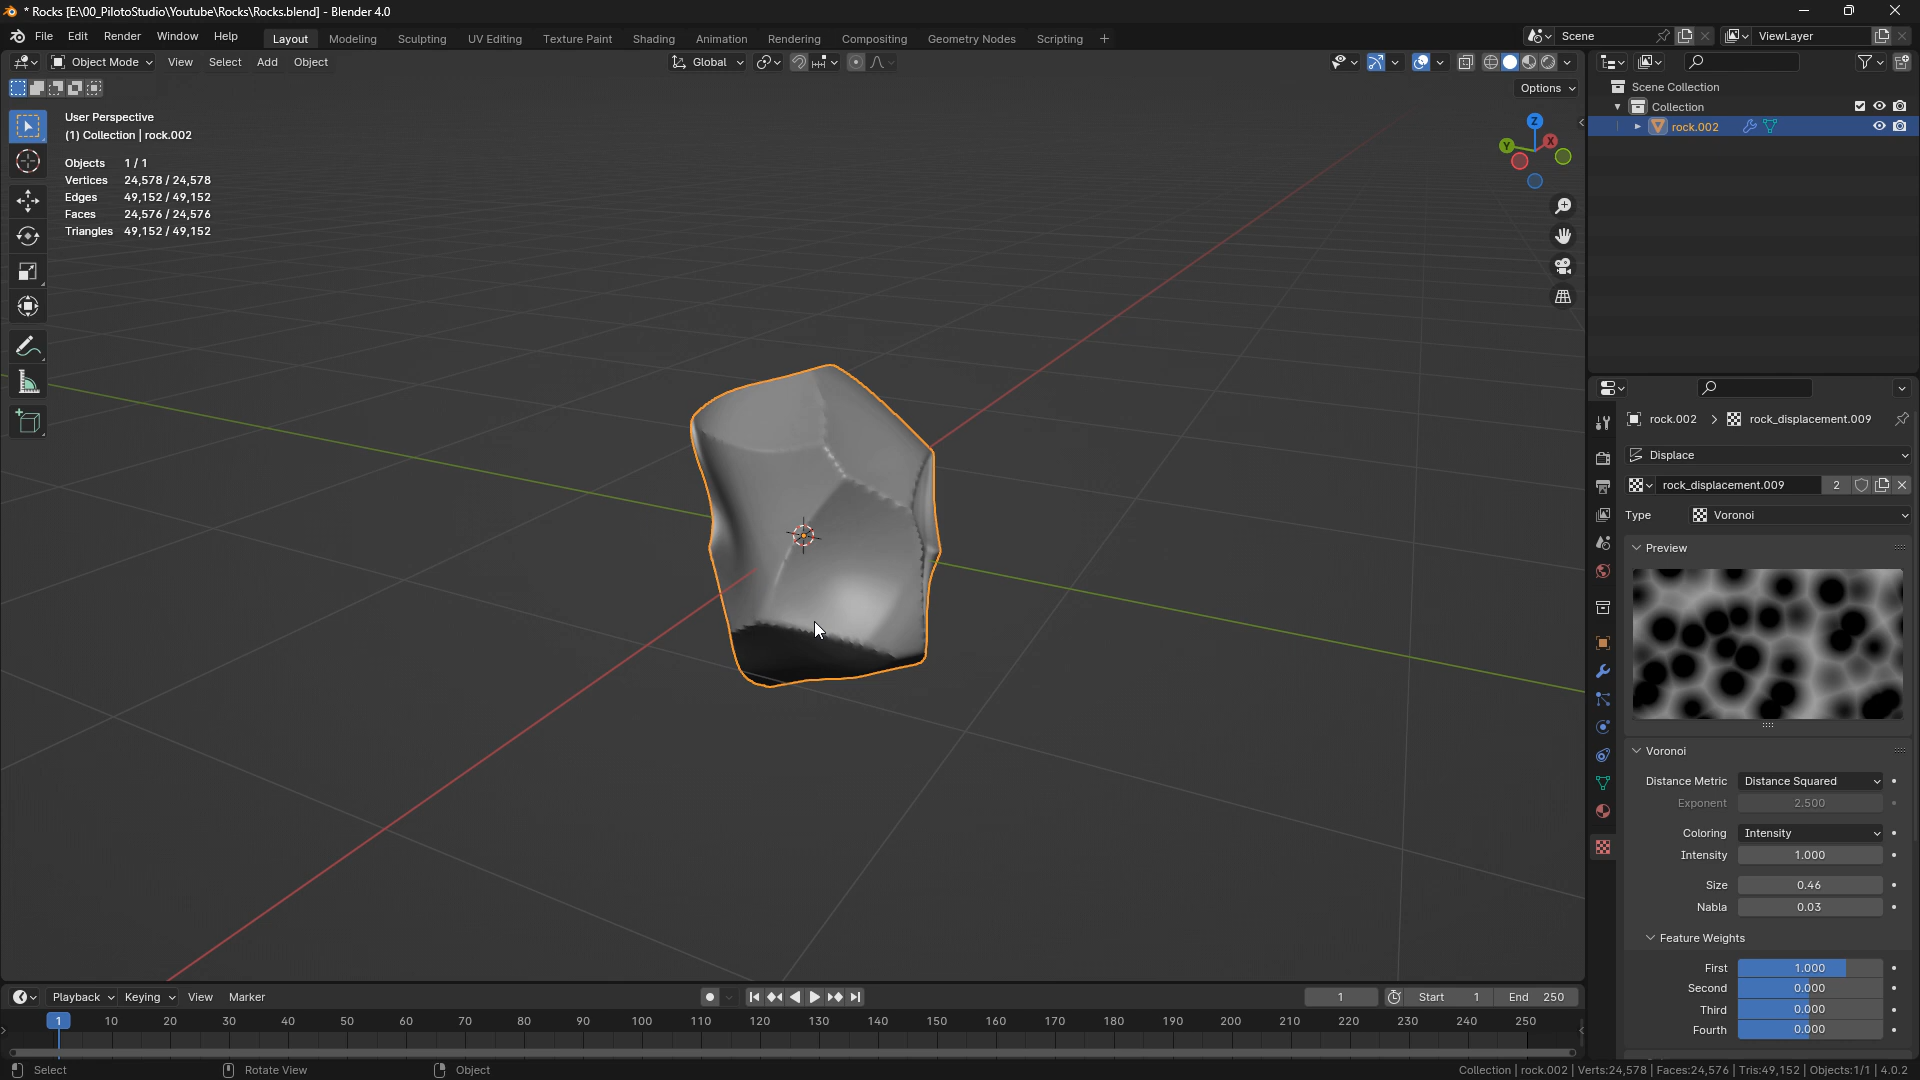 * Rocks [E:\00_PilotoStudio\Youtube\Rocks\Rocks.blend] - Blender 4.0
File Edit Render Window Help Layout Modeling Sculpting UV Editing Texture Paint Shading Animation Rendering Compositing Geometry Nodes Scripting + Scene ViewLayer
Object Mode View Select Add Object Global
Options
User Perspective
(1) Collection | rock.002
Objects 1 / 1
Vertices 24,578 / 24,578
Edges 49,152 / 49,152
Faces 24,576 / 24,576
Triangles 49,152 / 49,152
Z
Y
X
Scene Collection
Collection
rock.002
rock.002 > rock_displacement.009
Displace
rock_displacement.009 2
Type Voronoi
Preview
Voronoi
Distance Metric Distance Squared
Exponent 2.500
Coloring Intensity
Intensity 1.000
Size 0.46
Nabla 0.03
Feature Weights
First 1.000
Second 0.000
Third 0.000
Fourth 0.000
Playback Keying View Marker 1 Start 1 End 250
1 10 20 30 40 50 60 70 80 90 100 110 120 130 140 150 160 170 180 190 200 210 220 230 240 250
Select Rotate View Object Collection | rock.002 | Verts:24,578 | Faces:24,576 | Tris:49,152 | Objects:1/1 | 4.0.2